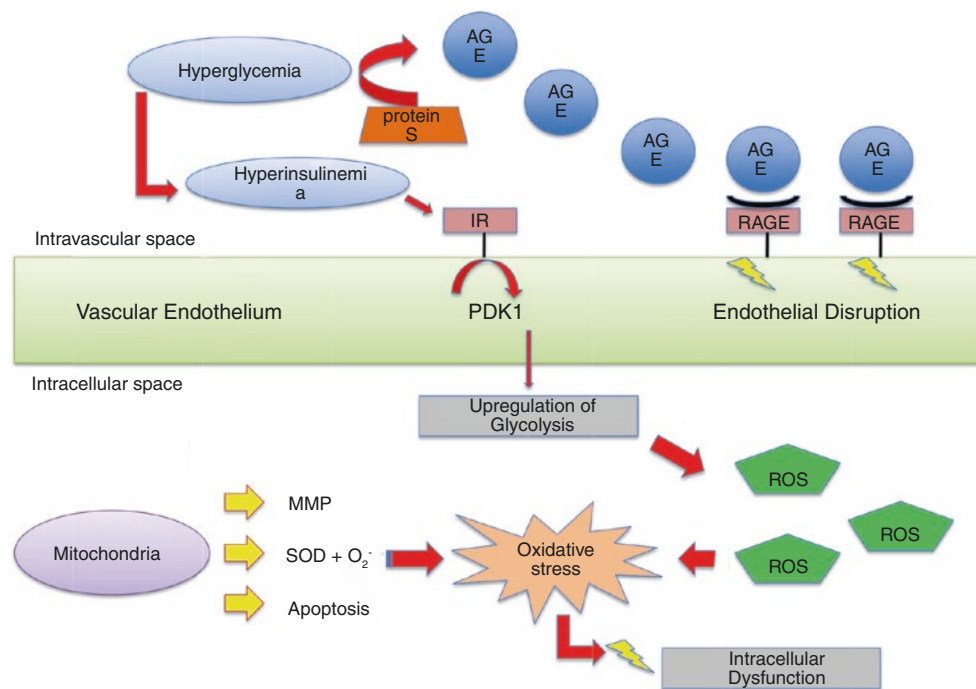 AG
E
Hyperglycemia
AG
E
protein
S
AG
E
AG
E
AG
E
Hyperinsulinemi
a
IR
RAGE
RAGE
Intravascular space
Vascular Endothelium
PDK1
Endothelial Disruption
Intracellular space
Upregulation of
Glycolysis
ROS
MMP
ROS
Mitochondria
SOD + O₂⁻
Oxidative
stress
ROS
Apoptosis
Intracellular
Dysfunction